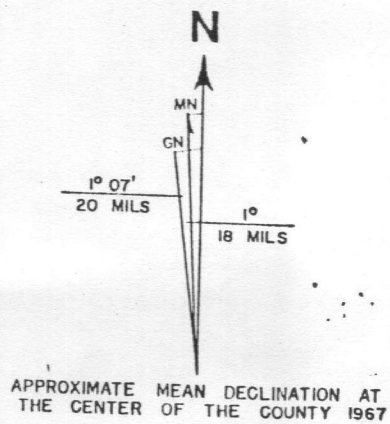 N
MN
GN
1° 07'
20 MILS
1°
18 MILS
APPROXIMATE MEAN DECLINATION AT
THE CENTER OF THE COUNTY 1967